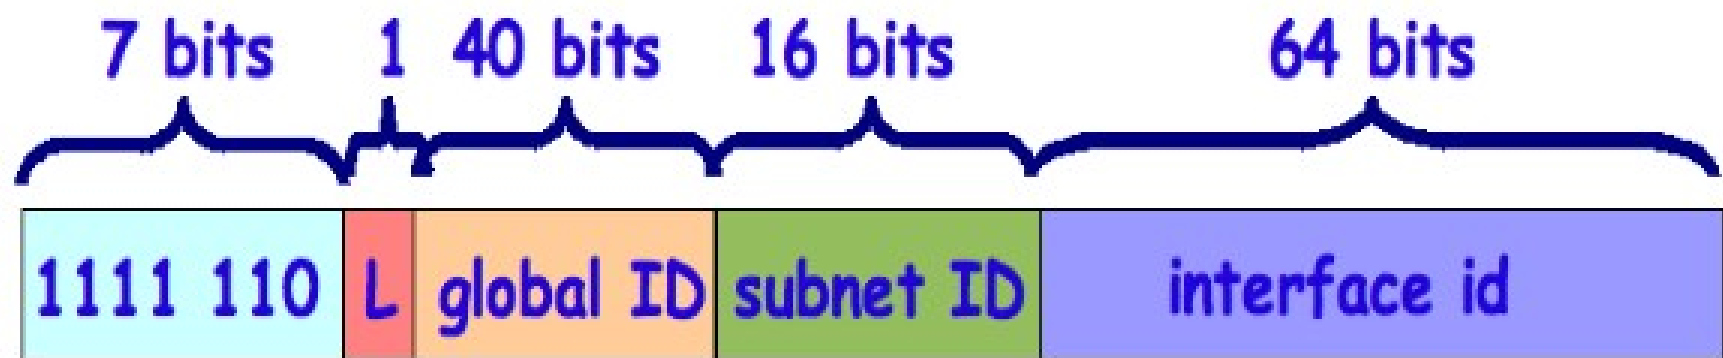 7 bits 1 40 bits 16 bits 64 bits
1111 110 L global ID subnet ID interface id